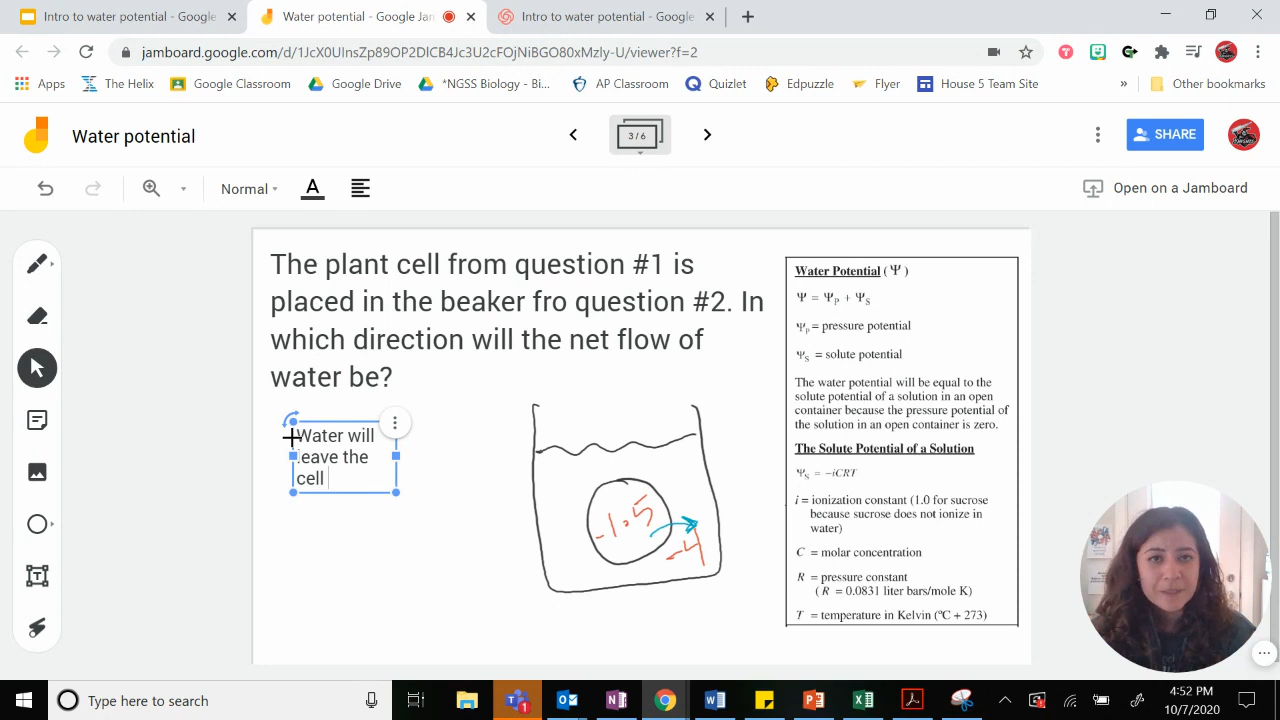 Intro to water potential - Google
Water potential - Google Jam
Intro to water potential - Google
jamboard.google.com/d/1JcX0UInsZp89OP2DlCB4Jc3U2cFOjNiBGO80xMzIy-U/viewer?f=2
Apps
The Helix
Google Classroom
Google Drive
*NGSS Biology - Bi...
AP Classroom
Quizlet
Edpuzzle
Flyer
House 5 Team Site
»
Other bookmarks
Water potential
3/6
SHARE
Normal
A
Open on a Jamboard
The plant cell from question #1 is
placed in the beaker fro question #2. In
which direction will the net flow of
water be?
Water will
leave the
cell
-1.5
-4
Water Potential (Ψ)
Ψ = ΨP + ΨS
ΨP = pressure potential
ΨS = solute potential
The water potential will be equal to the
solute potential of a solution in an open
container because the pressure potential of
the solution in an open container is zero.
The Solute Potential of a Solution
ΨS = –iCRT
i = ionization constant (1.0 for sucrose
because sucrose does not ionize in
water)
C = molar concentration
R = pressure constant
(R = 0.0831 liter bars/mole K)
T = temperature in Kelvin (ºC + 273)
Type here to search
4:52 PM
10/7/2020